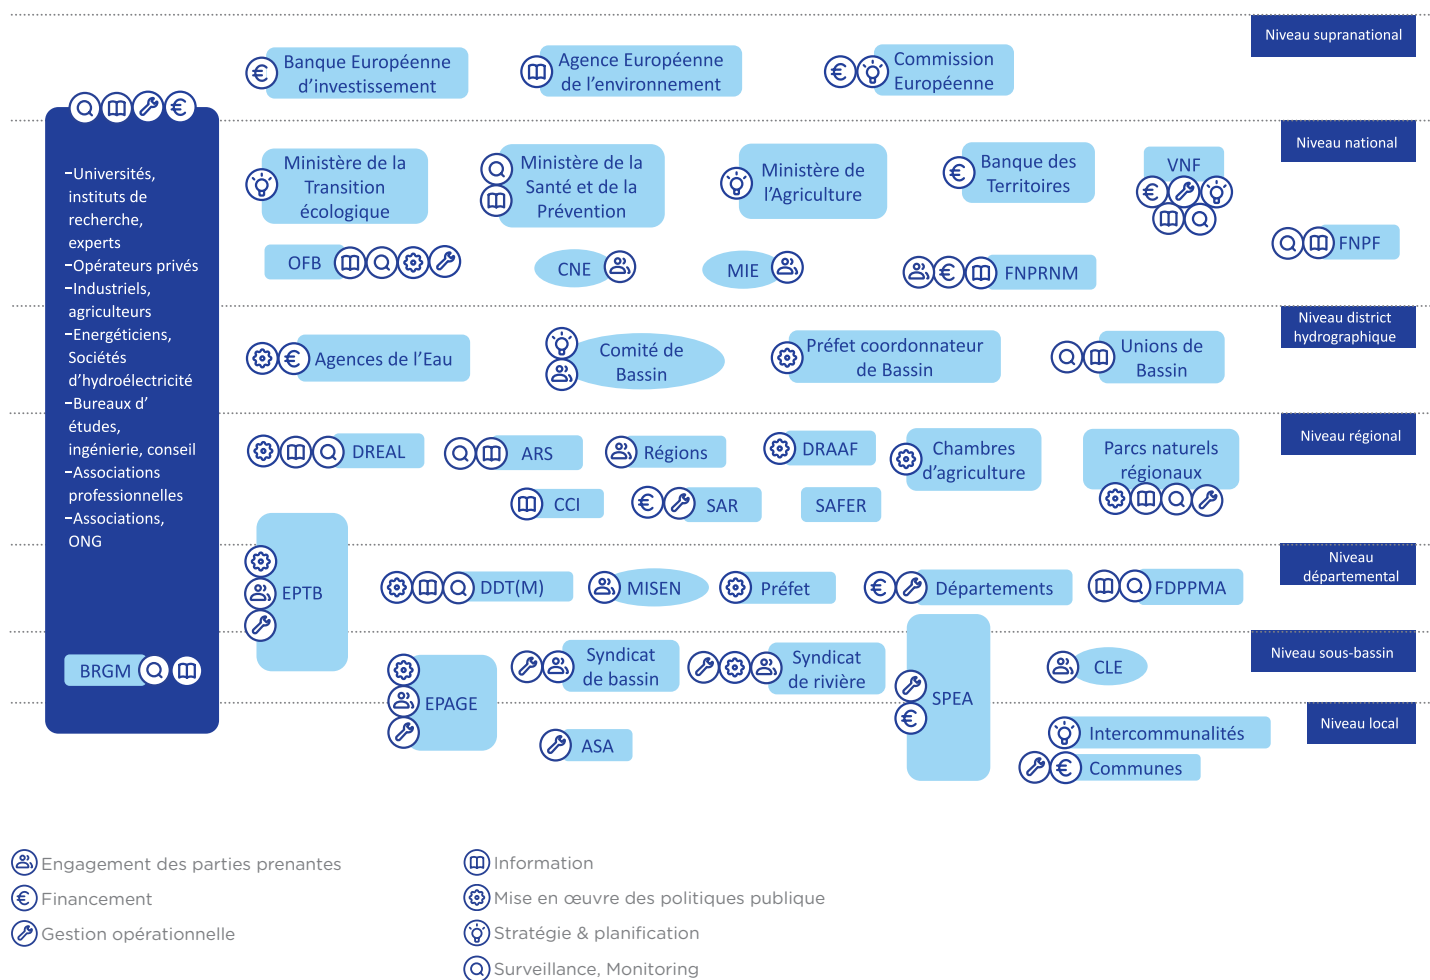 Niveau supranational
Banque Européenne
d'investissement
Agence Européenne
de l'environnement
Commission
Européenne
–Universités,
instituts de
recherche,
experts
–Opérateurs privés
–Industriels,
agriculteurs
–Energéticiens,
Sociétés
d'hydroélectricité
–Bureaux d'
études,
ingénierie, conseil
–Associations
professionnelles
–Associations,
ONG
BRGM
Niveau national
Ministère de la
Transition
écologique
Ministère de la
Santé et de la
Prévention
Ministère de
l'Agriculture
Banque des
Territoires
VNF
FNPF
OFB
CNE
MIE
FNPRNM
Niveau district
hydrographique
Agences de l'Eau
Comité de
Bassin
Préfet coordonnateur
de Bassin
Unions de
Bassin
Niveau régional
DREAL
ARS
Régions
DRAAF
Chambres
d'agriculture
Parcs naturels
régionaux
CCI
SAR
SAFER
Niveau
départemental
EPTB
DDT(M)
MISEN
Préfet
Départements
FDPPMA
Niveau sous-bassin
EPAGE
Syndicat
de bassin
Syndicat
de rivière
SPEA
CLE
Niveau local
ASA
Intercommunalités
Communes
Engagement des parties prenantes
Financement
Gestion opérationnelle
Information
Mise en œuvre des politiques publique
Stratégie & planification
Surveillance, Monitoring